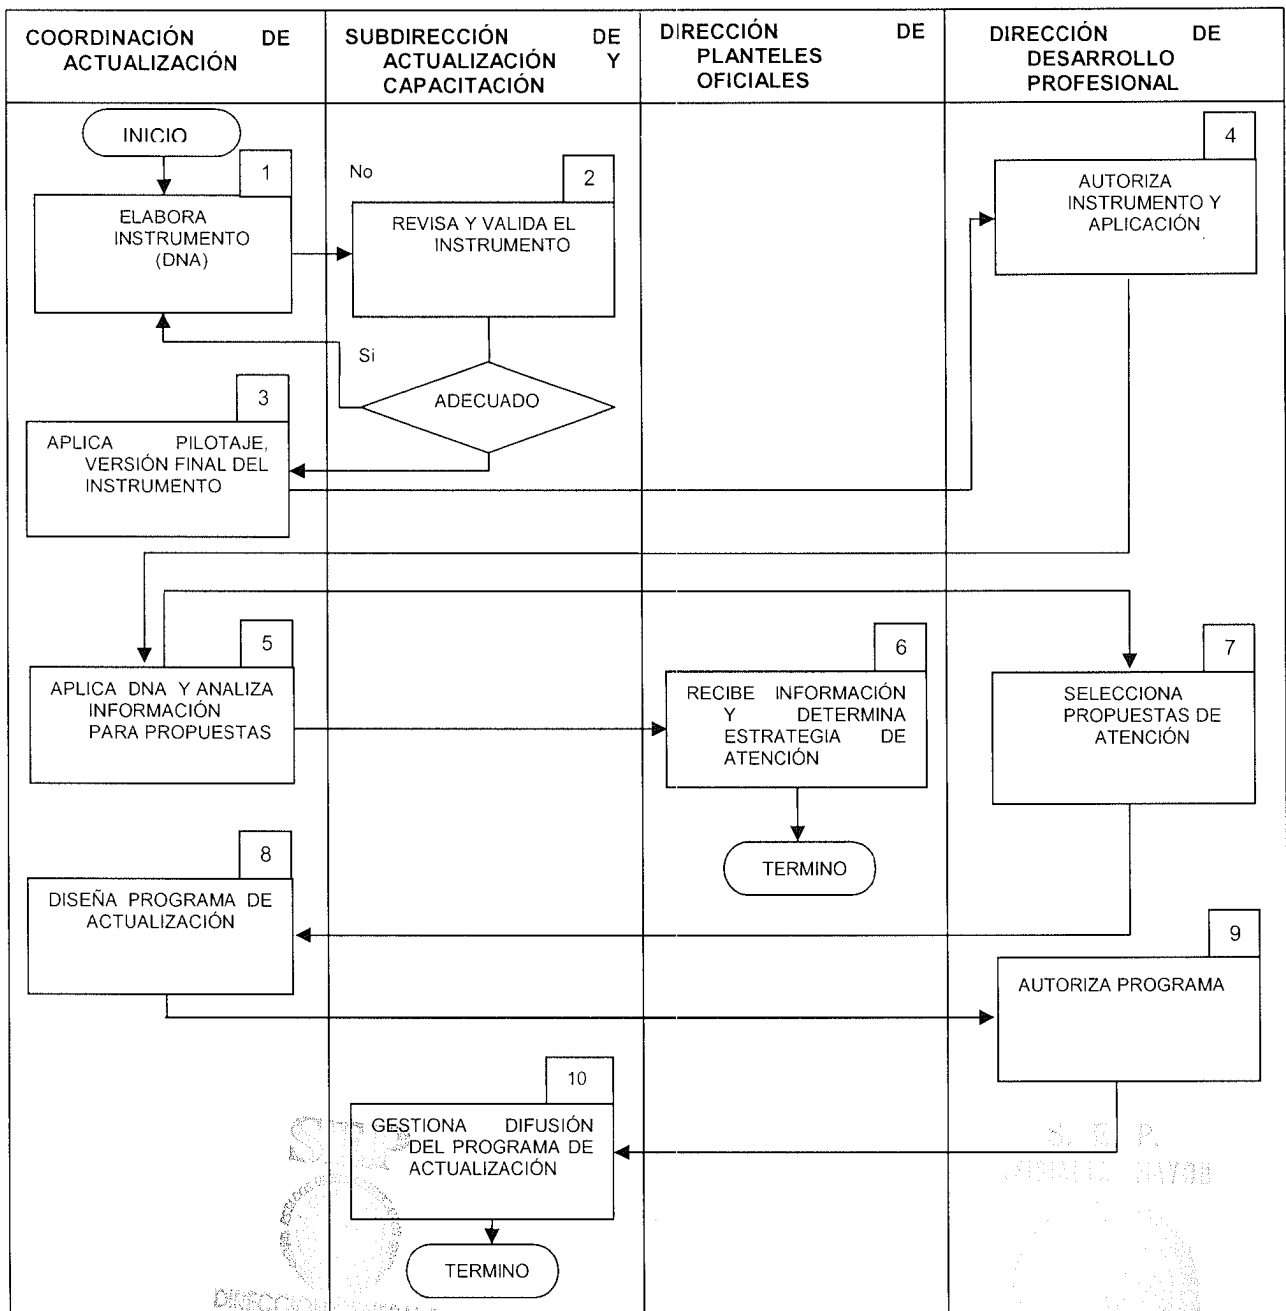 COORDINACIÓN DE
ACTUALIZACIÓN
SUBDIRECCIÓN DE
ACTUALIZACIÓN Y
CAPACITACIÓN
DIRECCIÓN DE
PLANTELES
OFICIALES
DIRECCIÓN DE
DESARROLLO
PROFESIONAL
INICIO
1
ELABORA
INSTRUMENTO
(DNA)
No
2
REVISA Y VALIDA EL
INSTRUMENTO
4
AUTORIZA
INSTRUMENTO Y
APLICACIÓN
Si
ADECUADO
3
APLICA PILOTAJE,
VERSIÓN FINAL DEL
INSTRUMENTO
5
APLICA DNA Y ANALIZA
INFORMACIÓN
PARA PROPUESTAS
6
RECIBE INFORMACIÓN
Y DETERMINA
ESTRATEGIA DE
ATENCIÓN
7
SELECCIONA
PROPUESTAS DE
ATENCIÓN
TERMINO
8
DISEÑA PROGRAMA DE
ACTUALIZACIÓN
9
AUTORIZA PROGRAMA
10
GESTIONA DIFUSIÓN
DEL PROGRAMA DE
ACTUALIZACIÓN
TERMINO
SEP
S. E. P.